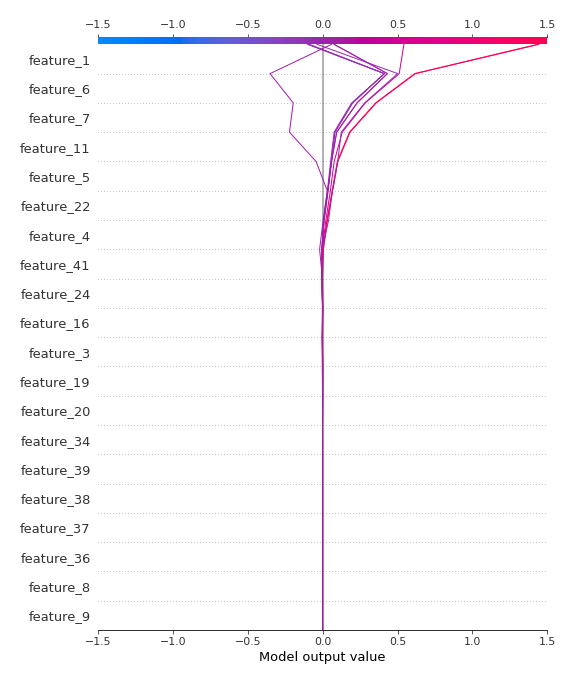 −1.5 −1.0 −0.5 0.0 0.5 1.0 1.5
feature_1
feature_6
feature_7
feature_11
feature_5
feature_22
feature_4
feature_41
feature_24
feature_16
feature_3
feature_19
feature_20
feature_34
feature_39
feature_38
feature_37
feature_36
feature_8
feature_9
−1.5 −1.0 −0.5 0.0 0.5 1.0 1.5
Model output value